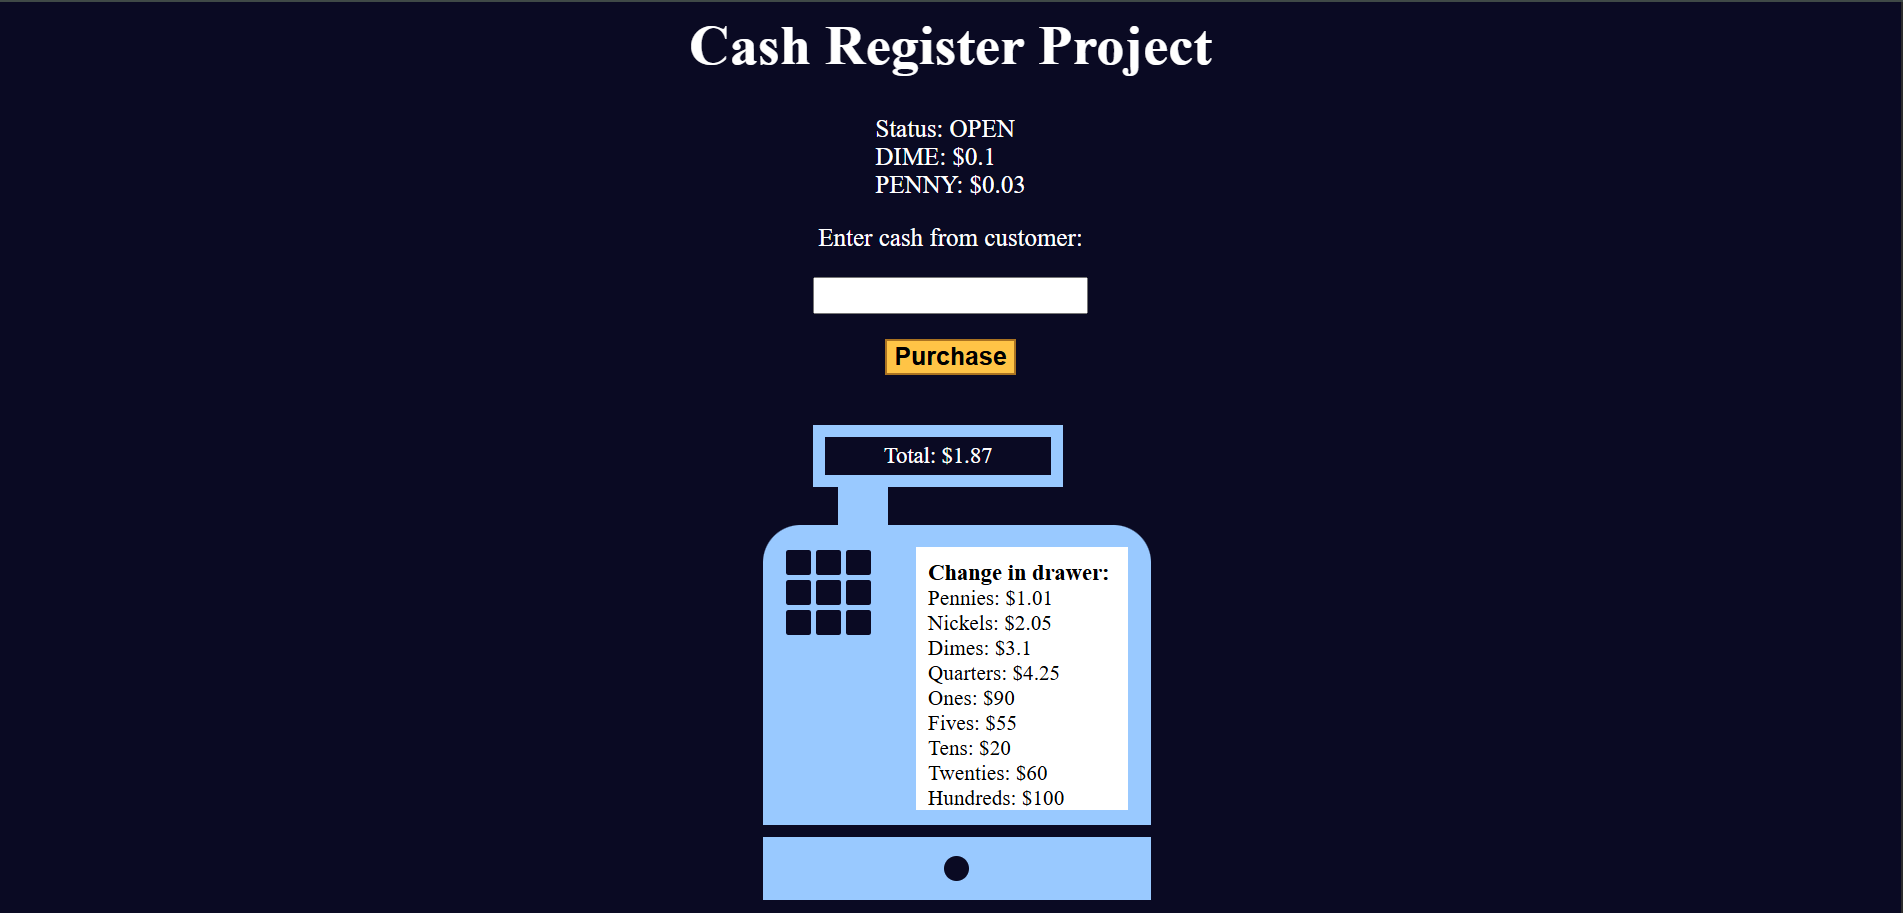 Cash Register Project
Status: OPEN
DIME: $0.1
PENNY: $0.03
Enter cash from customer:
Purchase
Total: $1.87
Change in drawer:
Pennies: $1.01
Nickels: $2.05
Dimes: $3.1
Quarters: $4.25
Ones: $90
Fives: $55
Tens: $20
Twenties: $60
Hundreds: $100